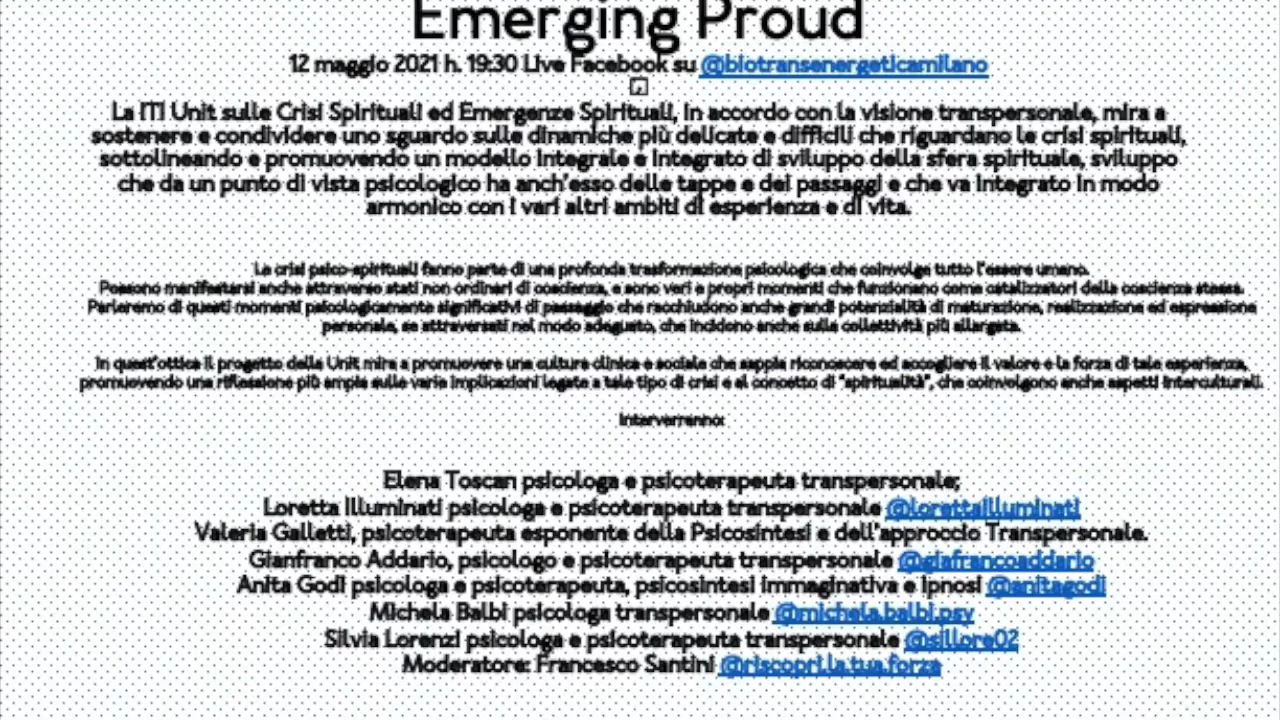 Emerging Proud
12 maggio 2021 h. 19:30 Live Facebook su @biotransenergeticamilano
La ITI Unit sulle Crisi Spirituali ed Emergenze Spirituali, in accordo con la visione transpersonale, mira a
sostenere e condividere uno sguardo sulle dinamiche più delicate e difficili che riguardano le crisi spirituali,
sottolineando e promuovendo un modello integrale e integrato di sviluppo della sfera spirituale, sviluppo
che da un punto di vista psicologico ha anch'esso delle tappe e dei passaggi e che va integrato in modo
armonico con i vari altri ambiti di esperienza e di vita.
Le crisi psico-spirituali fanno parte di una profonda trasformazione psicologica che coinvolge tutto l'essere umano.
Possono manifestarsi anche attraverso stati non ordinari di coscienza, e sono veri e propri momenti che funzionano come catalizzatori della coscienza stessa.
Parleremo di questi momenti psicologicamente significativi di passaggio che racchiudono anche grandi potenzialità di maturazione, realizzazione ed espressione
personale, se attraversati nel modo adeguato, che incidono anche sulla collettività più allargata.
In quest'ottica il progetto della Unit mira a promuovere una cultura clinica e sociale che sappia riconoscere ed accogliere il valore e la forza di tale esperienza,
promuovendo una riflessione più ampia sulle varie implicazioni legate a tale tipo di crisi e al concetto di "spiritualità", che coinvolgono anche aspetti interculturali.
Interverranno:
Elena Toscan psicologa e psicoterapeuta transpersonale;
Loretta Illuminati psicologa e psicoterapeuta transpersonale @lorettailluminati
Valeria Galletti, psicoterapeuta esponente della Psicosintesi e dell'approccio Transpersonale.
Gianfranco Addario, psicologo e psicoterapeuta transpersonale @giafrancoaddario
Anita Godi psicologa e psicoterapeuta, psicosintesi immaginativa e ipnosi @anitagodi
Michela Balbi psicologa transpersonale @michela.balbi.psy
Silvia Lorenzi psicologa e psicoterapeuta transpersonale @sillore02
Moderatore: Francesco Santini @riscopri.la.tua.forza